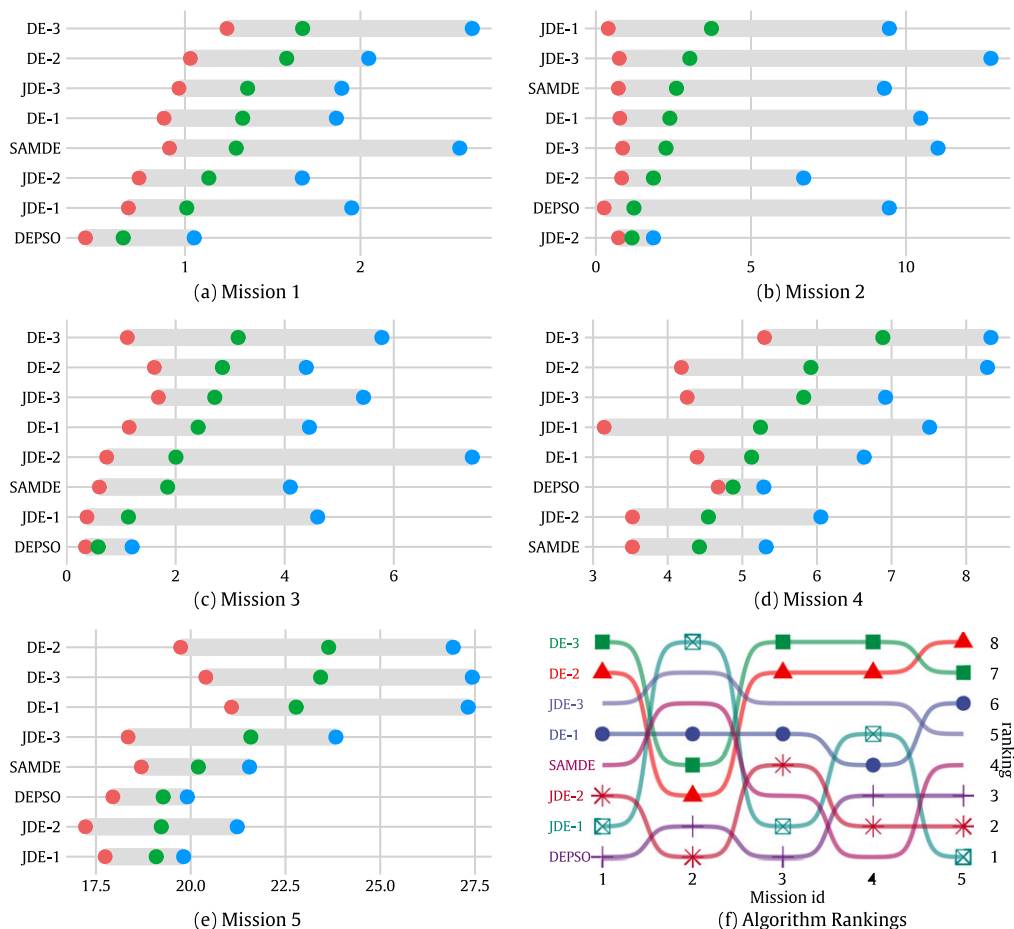 DE-3
DE-2
JDE-3
DE-1
SAMDE
JDE-2
JDE-1
DEPSO
1 2
(a) Mission 1
JDE-1
JDE-3
SAMDE
DE-1
DE-3
DE-2
DEPSO
JDE-2
0 5 10
(b) Mission 2
DE-3
DE-2
JDE-3
DE-1
JDE-2
SAMDE
JDE-1
DEPSO
0 2 4 6
(c) Mission 3
DE-3
DE-2
JDE-3
JDE-1
DE-1
DEPSO
JDE-2
SAMDE
3 4 5 6 7 8
(d) Mission 4
DE-2
DE-3
DE-1
JDE-3
SAMDE
DEPSO
JDE-2
JDE-1
17.5 20.0 22.5 25.0 27.5
(e) Mission 5
DE-3 8
DE-2 7
JDE-3 6
DE-1 5
SAMDE 4
JDE-2 3
JDE-1 2
DEPSO 1
ranking
1 2 3 4 5
Mission id
(f) Algorithm Rankings